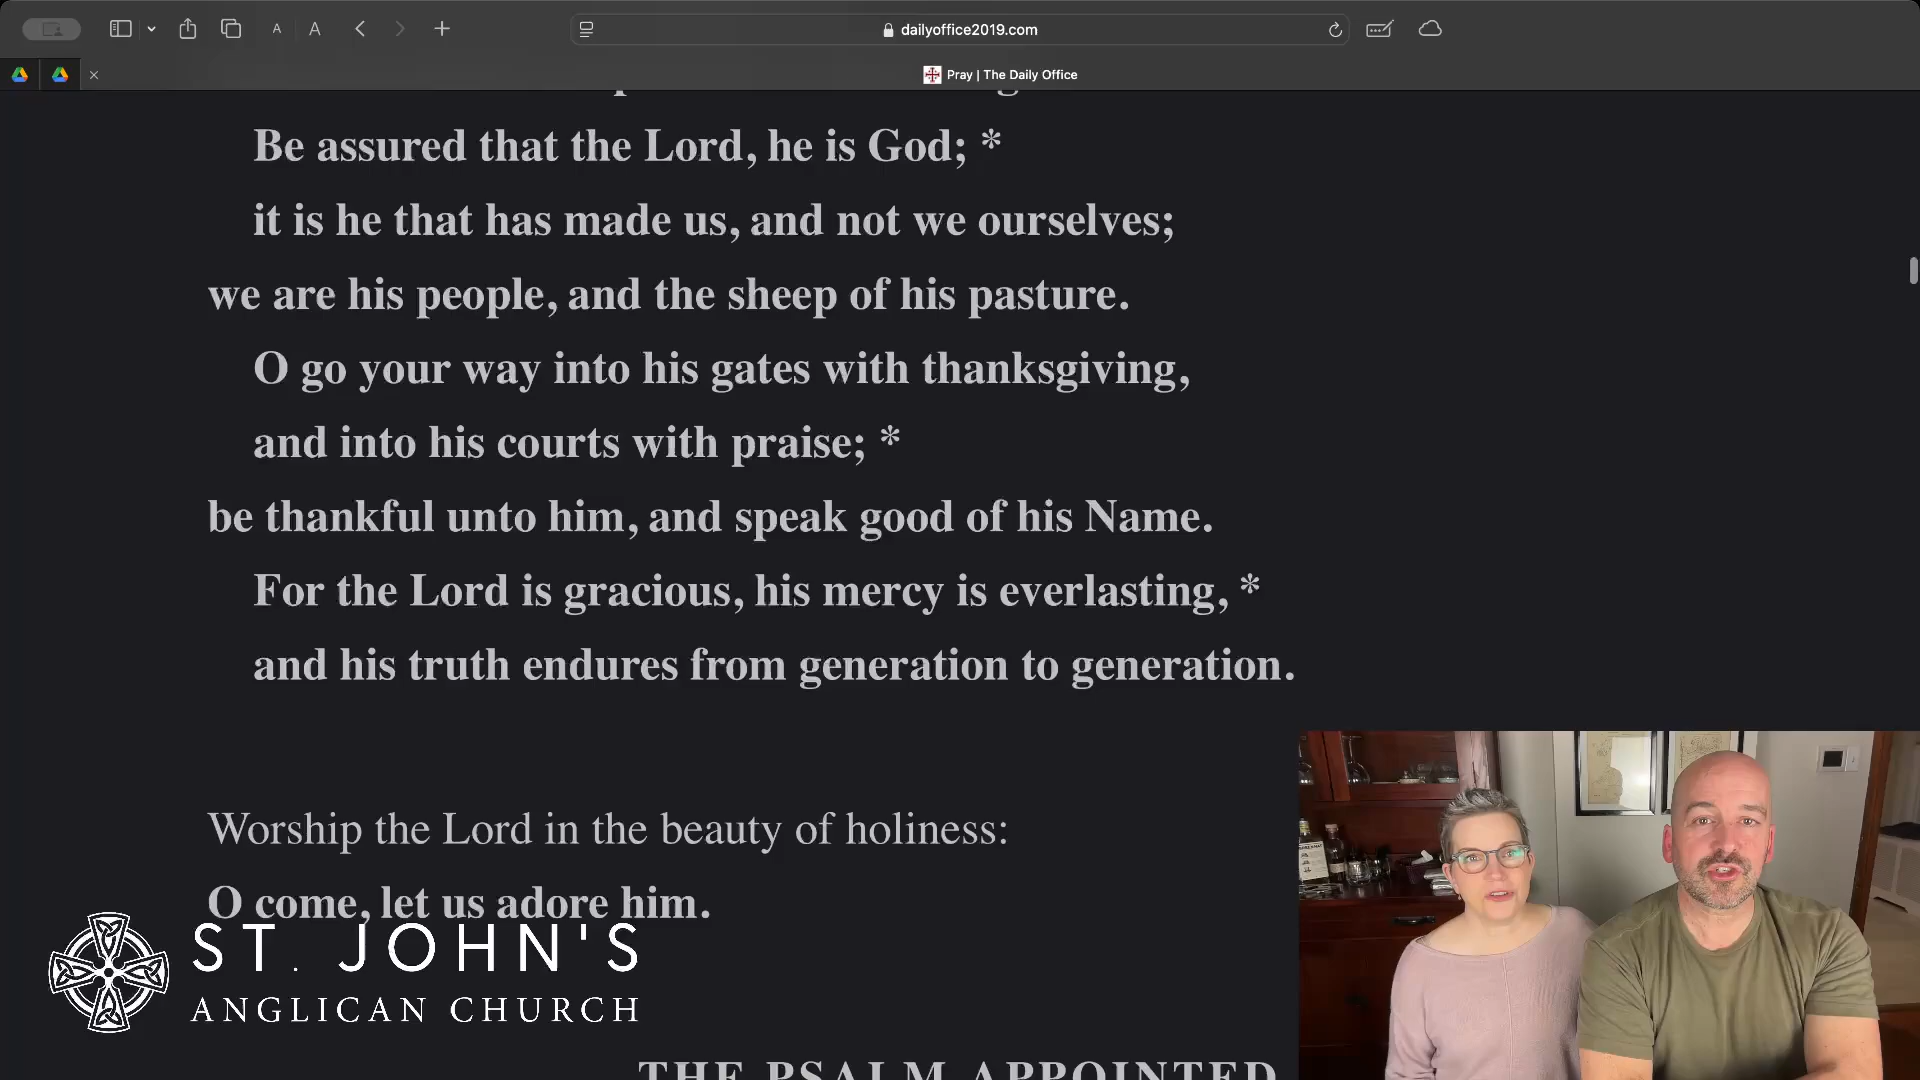 A A
dailyoffice2019.com
Pray | The Daily Office
Be assured that the Lord, he is God; *
it is he that has made us, and not we ourselves;
we are his people, and the sheep of his pasture.
O go your way into his gates with thanksgiving,
and into his courts with praise; *
be thankful unto him, and speak good of his Name.
For the Lord is gracious, his mercy is everlasting, *
and his truth endures from generation to generation.
Worship the Lord in the beauty of holiness:
O come, let us adore him.
ST. JOHN'S
ANGLICAN CHURCH
THE PSALM APPOINTED